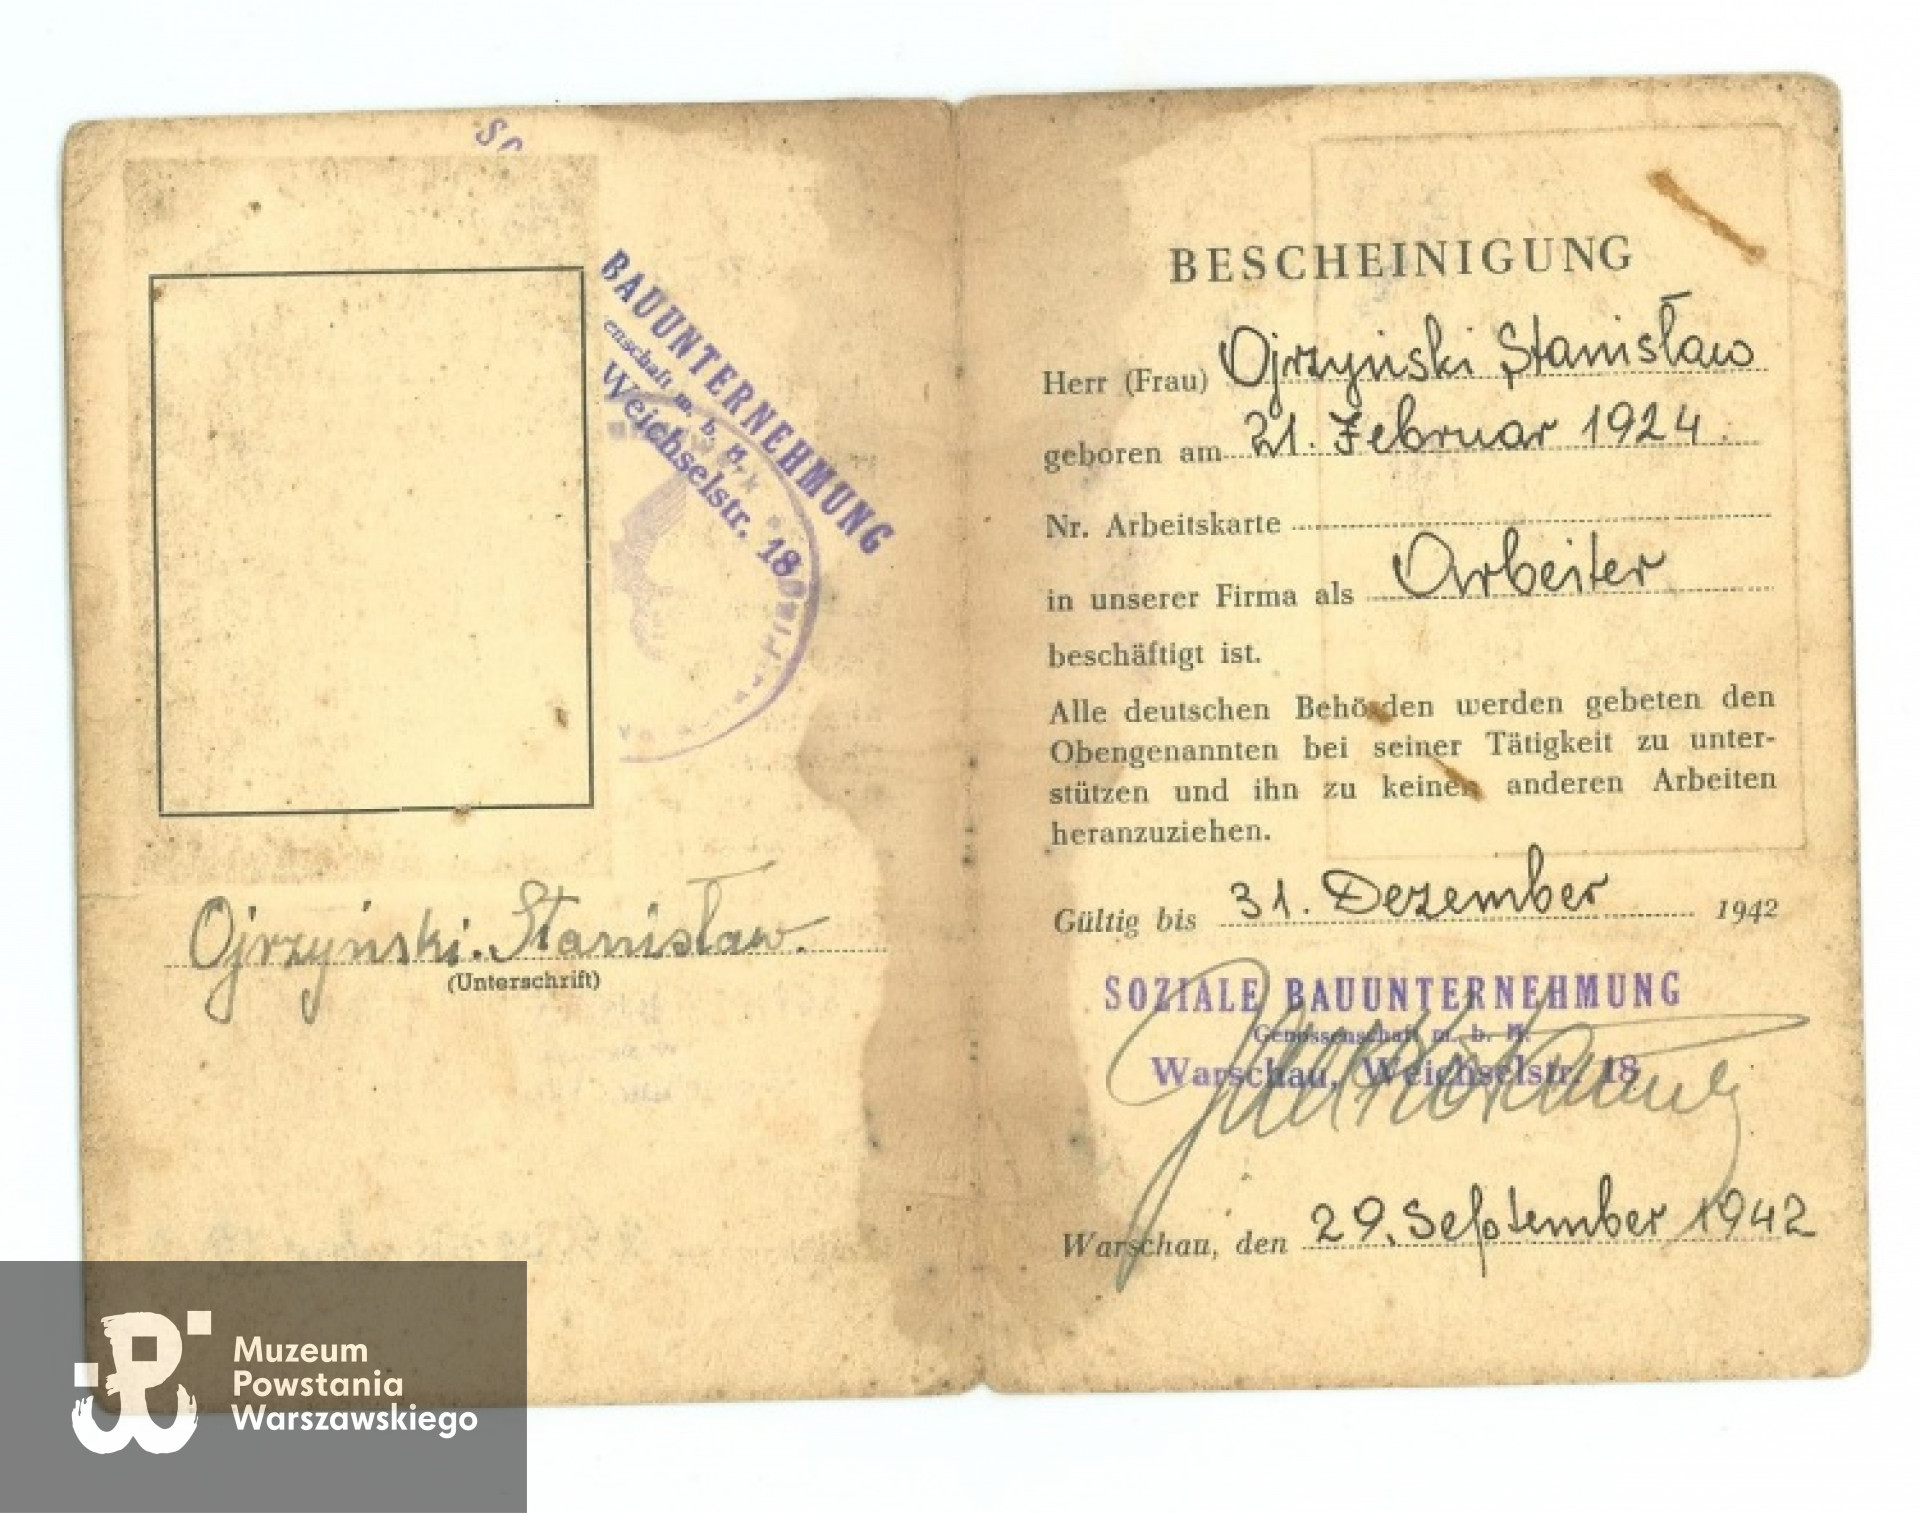 SO
BAUUNTERNEHMUNG
enschaft m. b. H.
Weichselstr. 18
Ojrzyński Stanisław.
(Unterschrift)
BESCHEINIGUNG
Herr (Frau) Ojrzyński Stanisław
geboren am 21. Februar 1924.
Nr. Arbeitskarte
in unserer Firma als Arbeiter
beschäftigt ist.
Alle deutschen Behörden werden gebeten den
Obengenannten bei seiner Tätigkeit zu unter-
stützen und ihn zu keinen anderen Arbeiten
heranzuziehen.
Gültig bis 31. Dezember 1942
SOZIALE BAUUNTERNEHMUNG
Genossenschaft m. b. H.
Warschau, Weichselstr. 18
Warschau, den 29. September 1942
Muzeum
Powstania
Warszawskiego